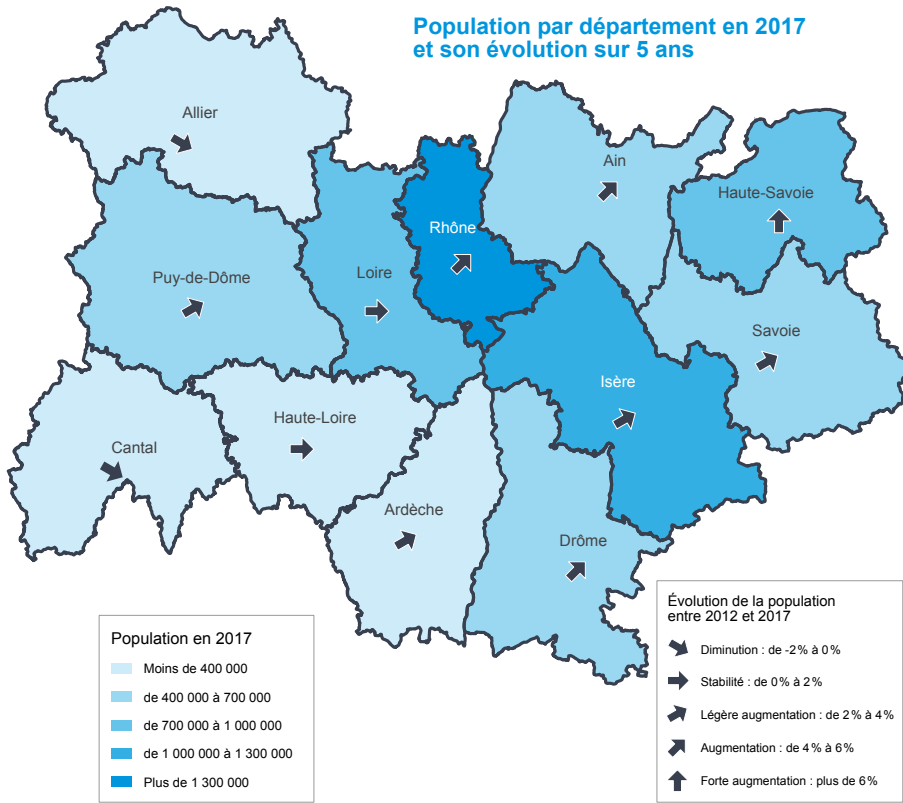 Population par département en 2017
et son évolution sur 5 ans
Allier
Ain
Haute-Savoie
Rhône
Puy-de-Dôme
Loire
Savoie
Isère
Haute-Loire
Cantal
Ardèche
Drôme
Population en 2017
Moins de 400 000
de 400 000 à 700 000
de 700 000 à 1 000 000
de 1 000 000 à 1 300 000
Plus de 1 300 000
Évolution de la population
entre 2012 et 2017
Diminution : de -2% à 0%
Stabilité : de 0% à 2%
Légère augmentation : de 2% à 4%
Augmentation : de 4% à 6%
Forte augmentation : plus de 6%